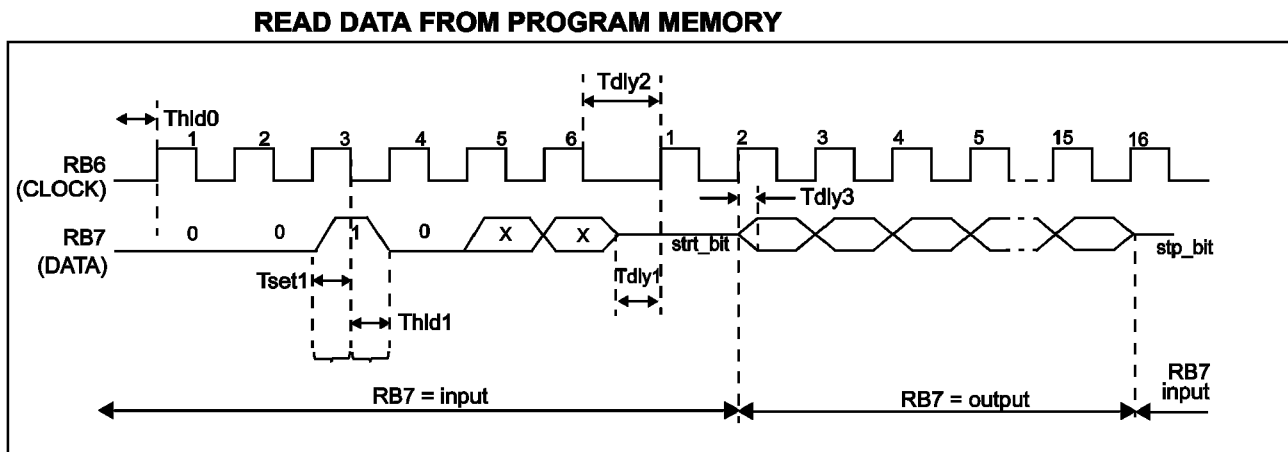 READ DATA FROM PROGRAM MEMORY
Tdly2
Thld0
1 2 3 4 5 6 1 2 3 4 5 15 16
RB6
(CLOCK)
Tdly3
RB7
(DATA)
0 0 1 0 X X strt_bit stp_bit
Tset1
Tdly1
Thld1
RB7 = input
RB7 = output
RB7
input